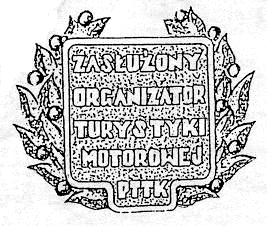 ZASŁUŻONY
ORGANIZATOR
TURYSTYKI
MOTOROWEJ
PTTK